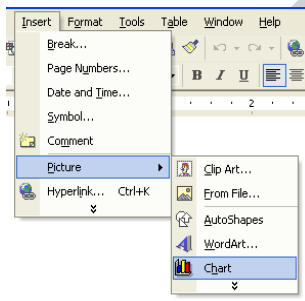 Insert Format Tools Table Window Help
Break...
Page Numbers...
Date and Time...
Symbol...
Comment
Picture
Hyperlink... Ctrl+K
B I U
2
Clip Art...
From File...
AutoShapes
WordArt...
Chart